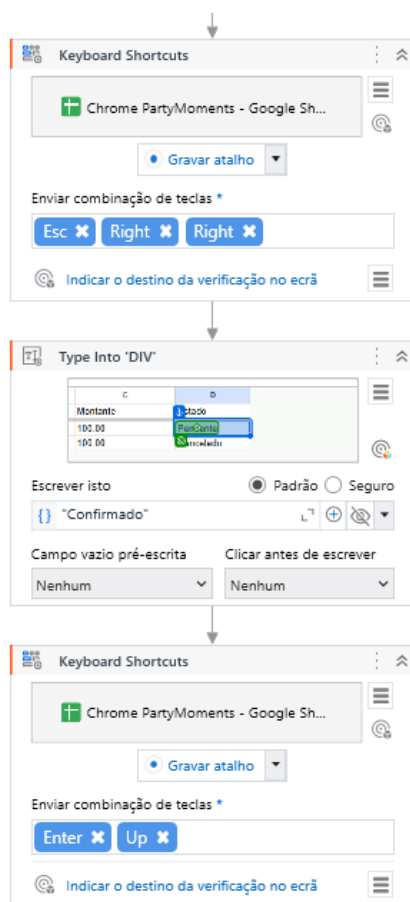 Keyboard Shortcuts
Chrome PartyMoments - Google Sh...
Gravar atalho
Enviar combinação de teclas *
Esc Right Right
Indicar o destino da verificação no ecrã
Type Into 'DIV'
C D
Montante Estado
100.00 Pendente
100.00 Cancelado
Escrever isto Padrão Seguro
{} "Confirmado"
Campo vazio pré-escrita Clicar antes de escrever
Nenhum Nenhum
Keyboard Shortcuts
Chrome PartyMoments - Google Sh...
Gravar atalho
Enviar combinação de teclas *
Enter Up
Indicar o destino da verificação no ecrã